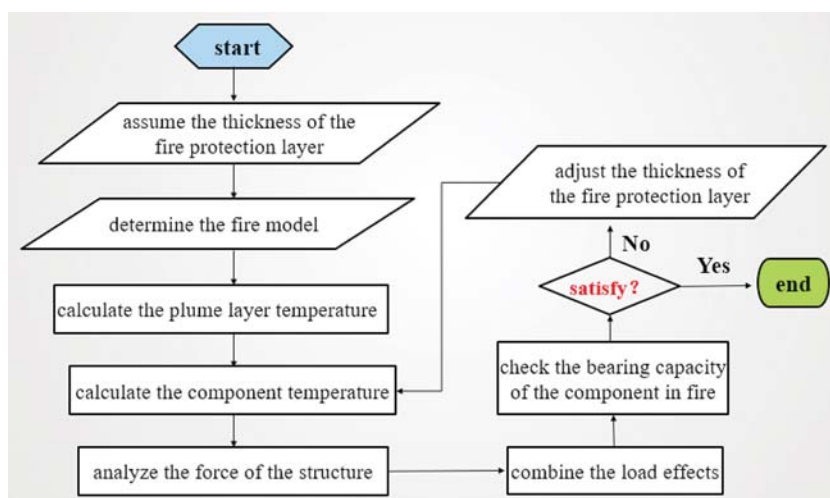 start
assume the thickness of the
fire protection layer
determine the fire model
calculate the plume layer temperature
calculate the component temperature
analyze the force of the structure
combine the load effects
check the bearing capacity
of the component in fire
satisfy?
No
Yes
adjust the thickness of
the fire protection layer
end